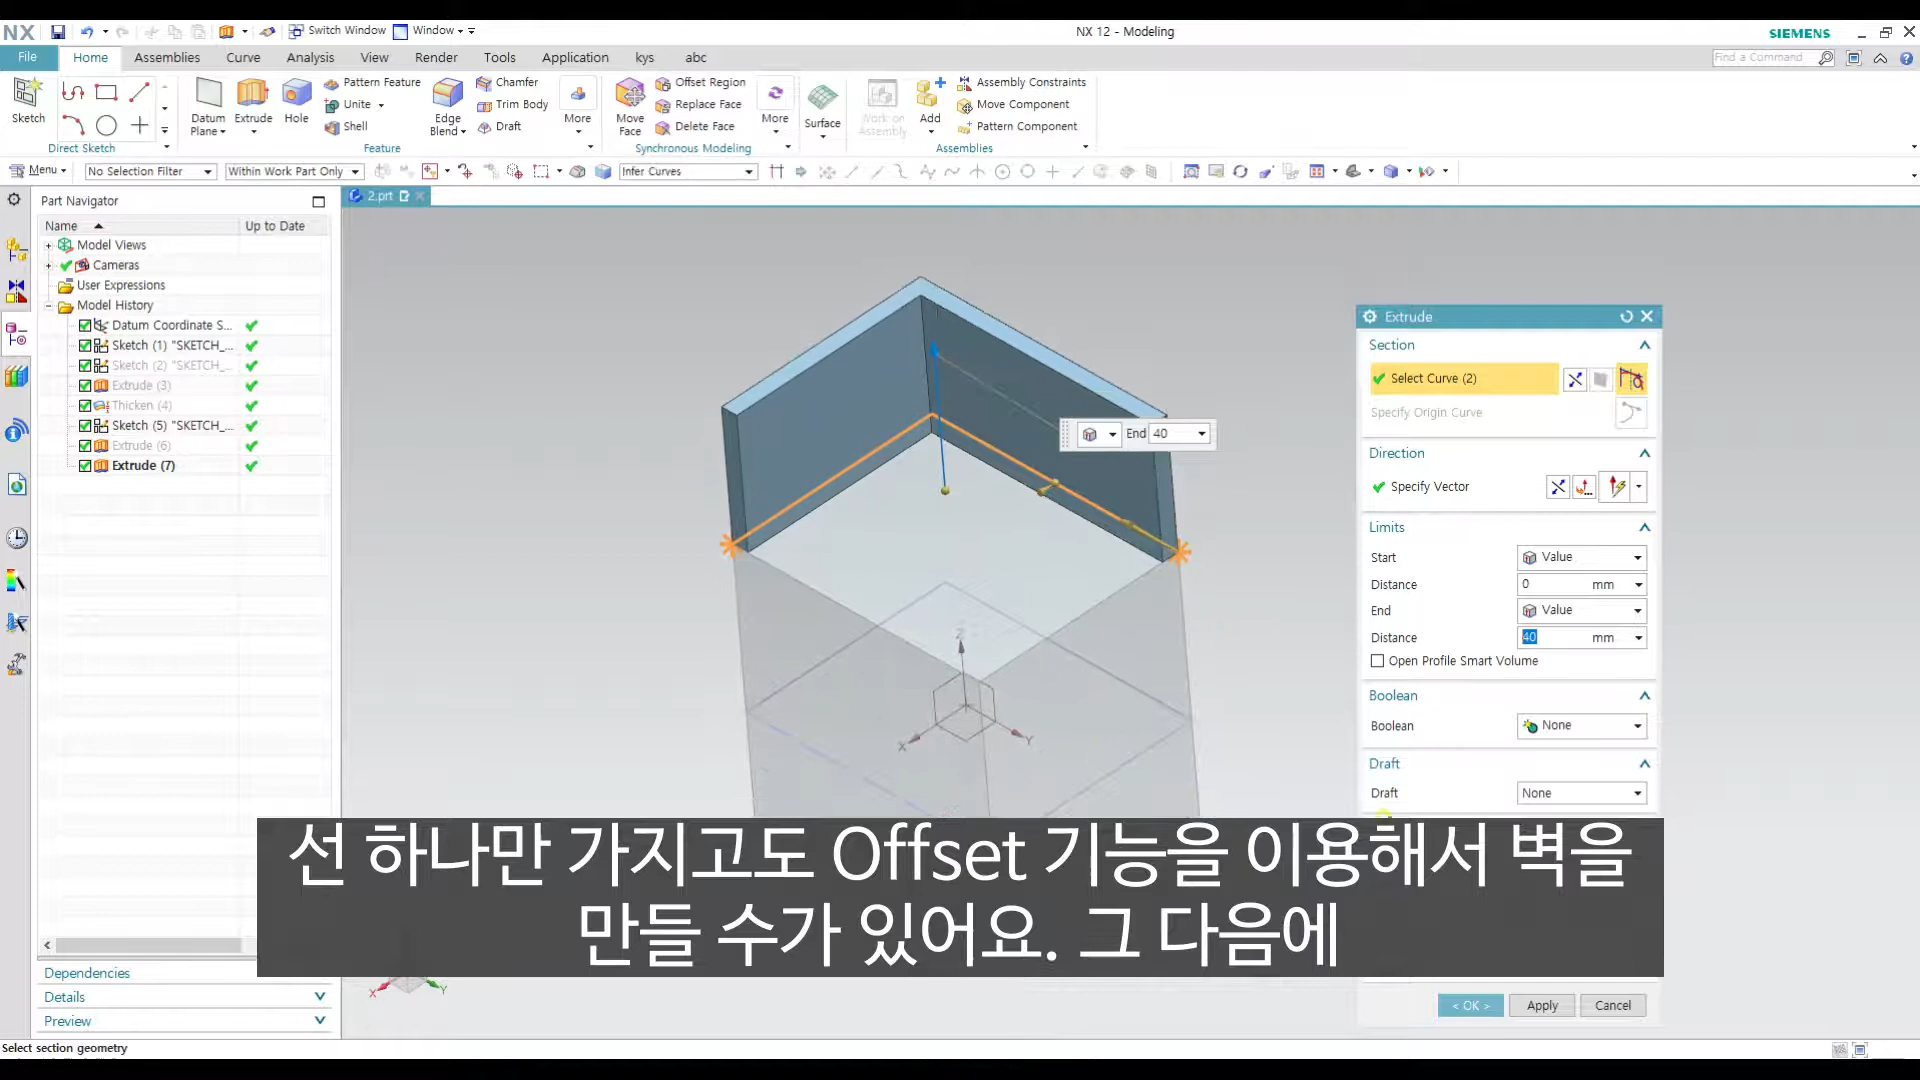 NX
Switch Window
Window
NX 12 - Modeling
SIEMENS
File
Home
Assemblies
Curve
Analysis
View
Render
Tools
Application
kys
abc
Find a Command
Sketch
Direct Sketch
Datum
Plane
Extrude
Hole
Pattern Feature
Unite
Shell
Edge
Blend
Chamfer
Trim Body
Draft
More
Feature
Move
Face
Offset Region
Replace Face
Delete Face
More
Synchronous Modeling
Surface
Work on
Assembly
Add
Assembly Constraints
Move Component
Pattern Component
Assemblies
Menu
No Selection Filter
Within Work Part Only
Infer Curves
Part Navigator
2.prt
Name
Up to Date
Model Views
Cameras
User Expressions
Model History
Datum Coordinate S...
Sketch (1) "SKETCH_...
Sketch (2) "SKETCH_...
Extrude (3)
Thicken (4)
Sketch (5) "SKETCH_...
Extrude (6)
Extrude (7)
Dependencies
Details
Preview
Select section geometry
End 40
Z
X
Y
X
Y
Extrude
Section
Select Curve (2)
Specify Origin Curve
Direction
Specify Vector
Limits
Start
Value
Distance
0 mm
End
Value
Distance
40 mm
Open Profile Smart Volume
Boolean
Boolean
None
Draft
Draft
None
< OK >
Apply
Cancel
선 하나만 가지고도 Offset 기능을 이용해서 벽을
만들 수가 있어요. 그 다음에